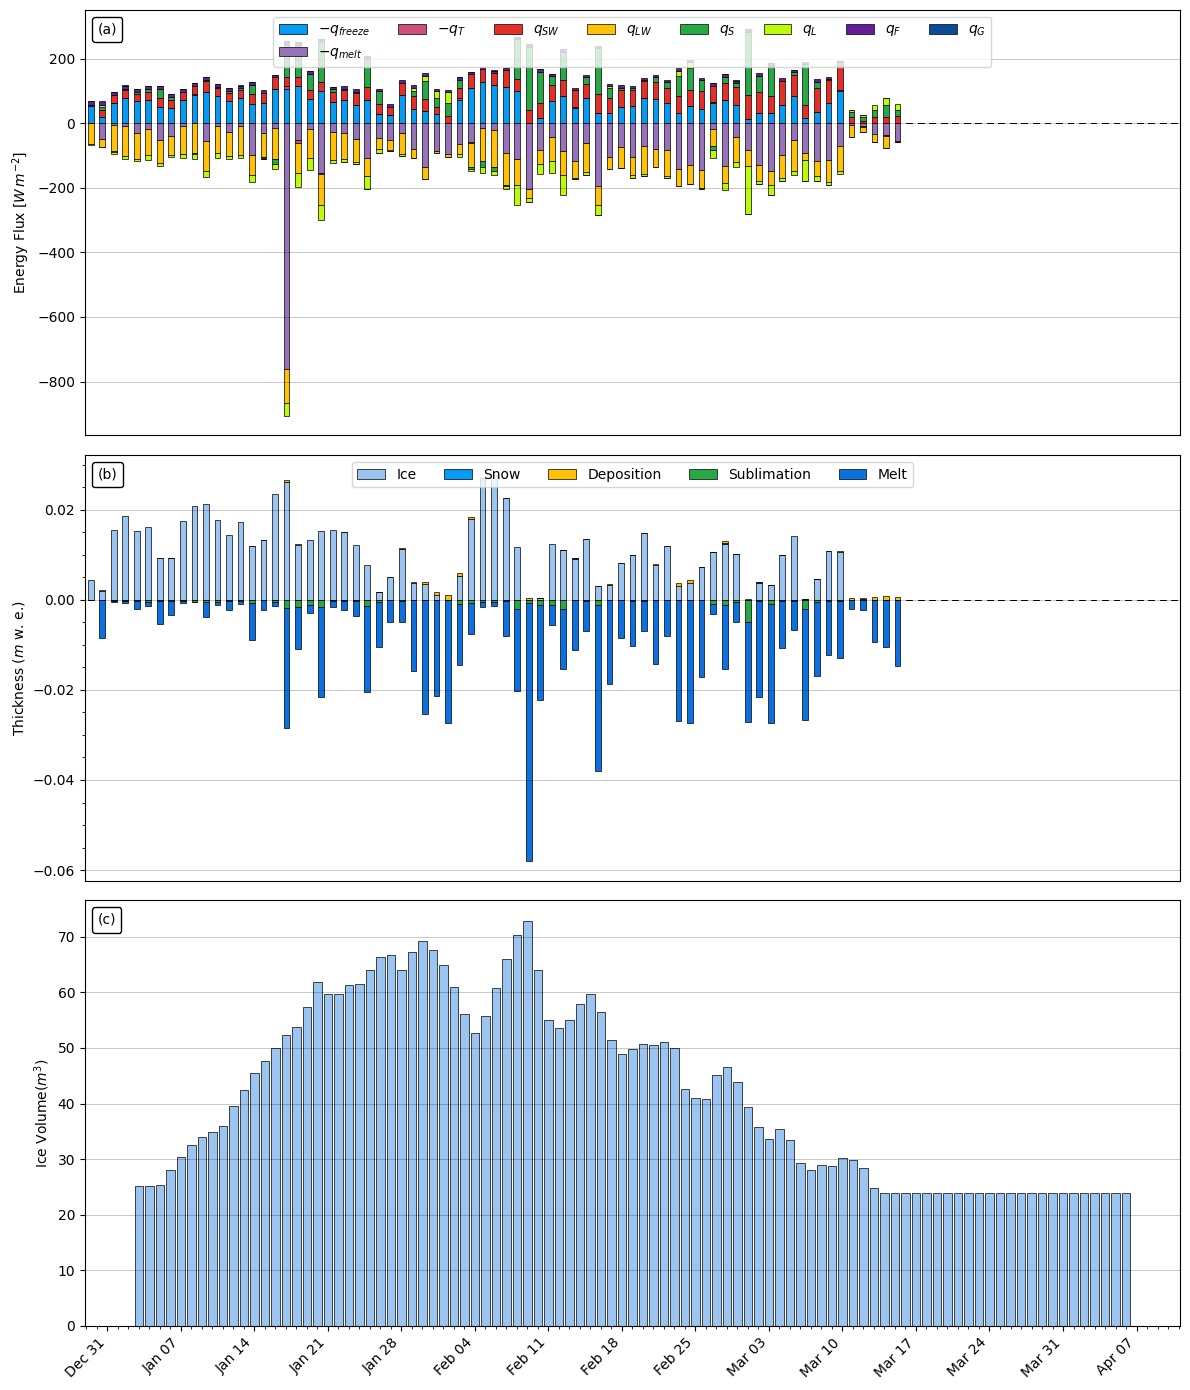 (a)
−q_freeze −q_T q_SW q_LW q_S q_L q_F q_G
−q_melt
200
0
−200
−400
−600
−800
Energy Flux [W m⁻²]
(b)
Ice Snow Deposition Sublimation Melt
0.02
0.00
−0.02
−0.04
−0.06
Thickness (m w. e.)
(c)
70
60
50
40
30
20
10
0
Ice Volume(m³)
Dec 31 Jan 07 Jan 14 Jan 21 Jan 28 Feb 04 Feb 11 Feb 18 Feb 25 Mar 03 Mar 10 Mar 17 Mar 24 Mar 31 Apr 07